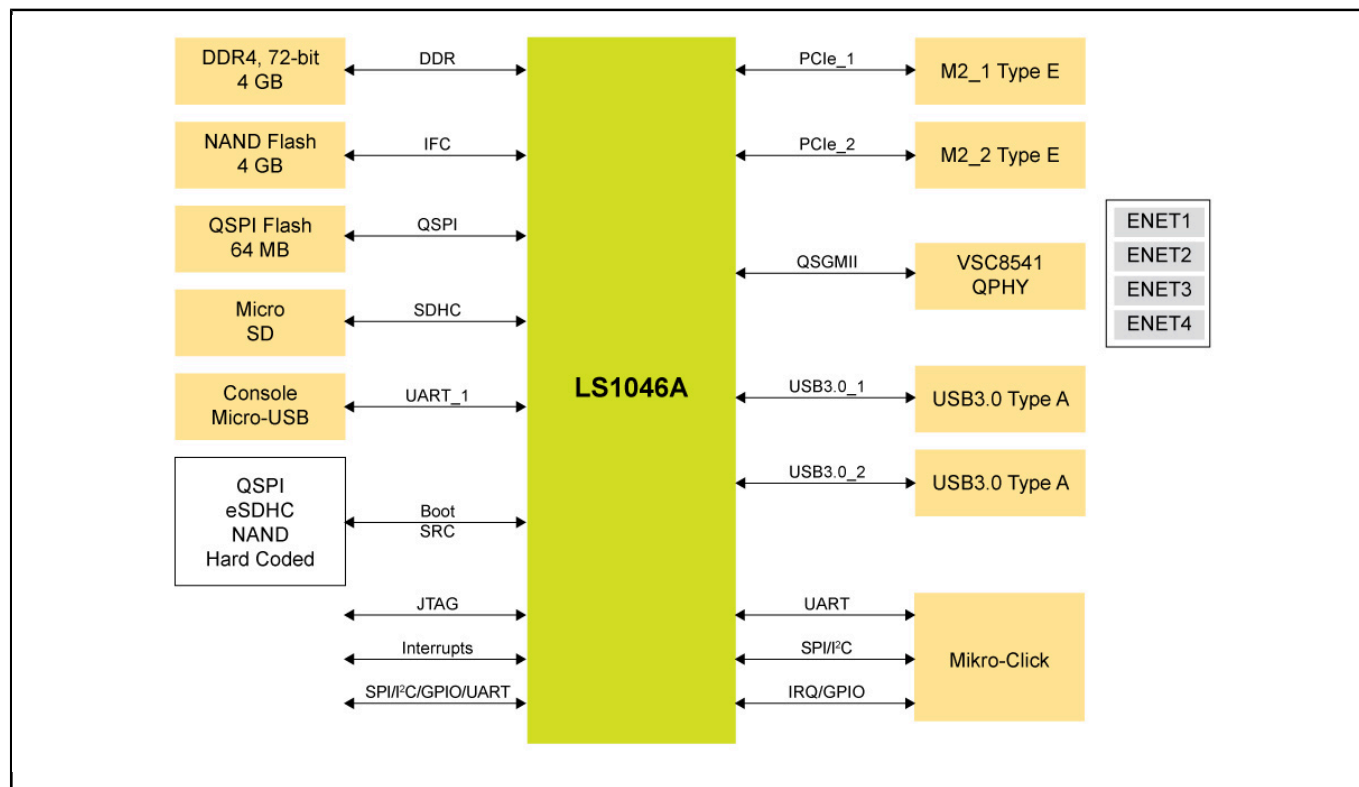 DDR4, 72-bit
4 GB
DDR
NAND Flash
4 GB
IFC
QSPI Flash
64 MB
QSPI
Micro
SD
SDHC
Console
Micro-USB
UART_1
QSPI
eSDHC
NAND
Hard Coded
Boot
SRC
JTAG
Interrupts
SPI/I²C/GPIO/UART
LS1046A
PCIe_1
M2_1 Type E
PCIe_2
M2_2 Type E
QSGMII
VSC8541
QPHY
ENET1
ENET2
ENET3
ENET4
USB3.0_1
USB3.0 Type A
USB3.0_2
USB3.0 Type A
UART
SPI/I²C
IRQ/GPIO
Mikro-Click